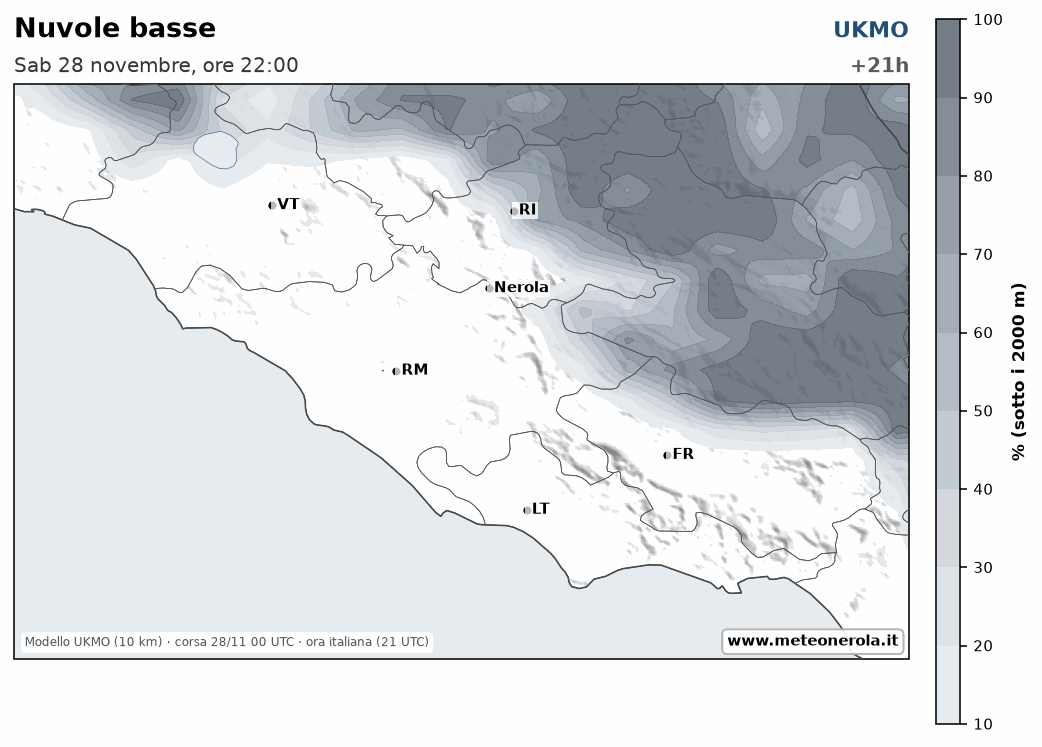 Nuvole basse
UKMO
Sab 28 novembre, ore 22:00
+21h
100
90
80
70
60
50
40
30
20
10
% (sotto i 2000 m)
VT
RI
Nerola
RM
FR
LT
Modello UKMO (10 km) · corsa 28/11 00 UTC · ora italiana (21 UTC)
www.meteonerola.it